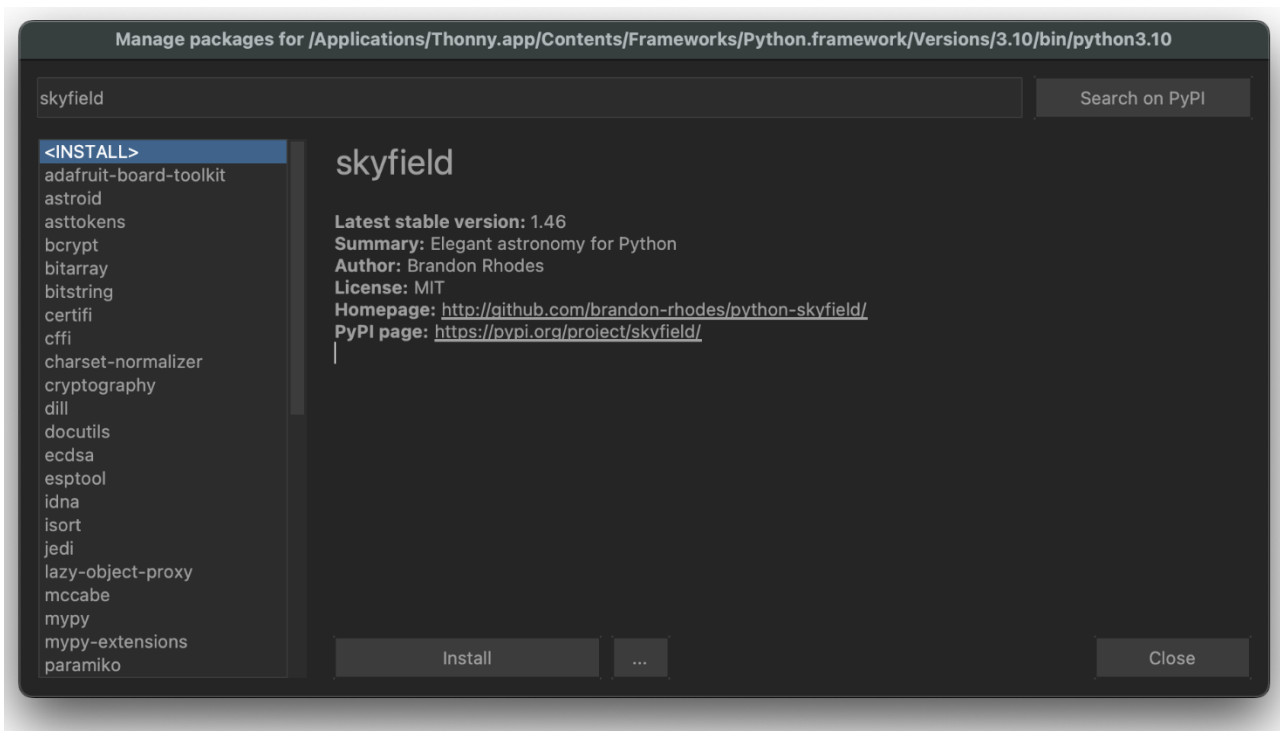 Manage packages for /Applications/Thonny.app/Contents/Frameworks/Python.framework/Versions/3.10/bin/python3.10
skyfield
Search on PyPI
<INSTALL>
adafruit-board-toolkit
astroid
asttokens
bcrypt
bitarray
bitstring
certifi
cffi
charset-normalizer
cryptography
dill
docutils
ecdsa
esptool
idna
isort
jedi
lazy-object-proxy
mccabe
mypy
mypy-extensions
paramiko
skyfield
Latest stable version: 1.46
Summary: Elegant astronomy for Python
Author: Brandon Rhodes
License: MIT
Homepage: http://github.com/brandon-rhodes/python-skyfield/
PyPI page: https://pypi.org/project/skyfield/
Install
...
Close